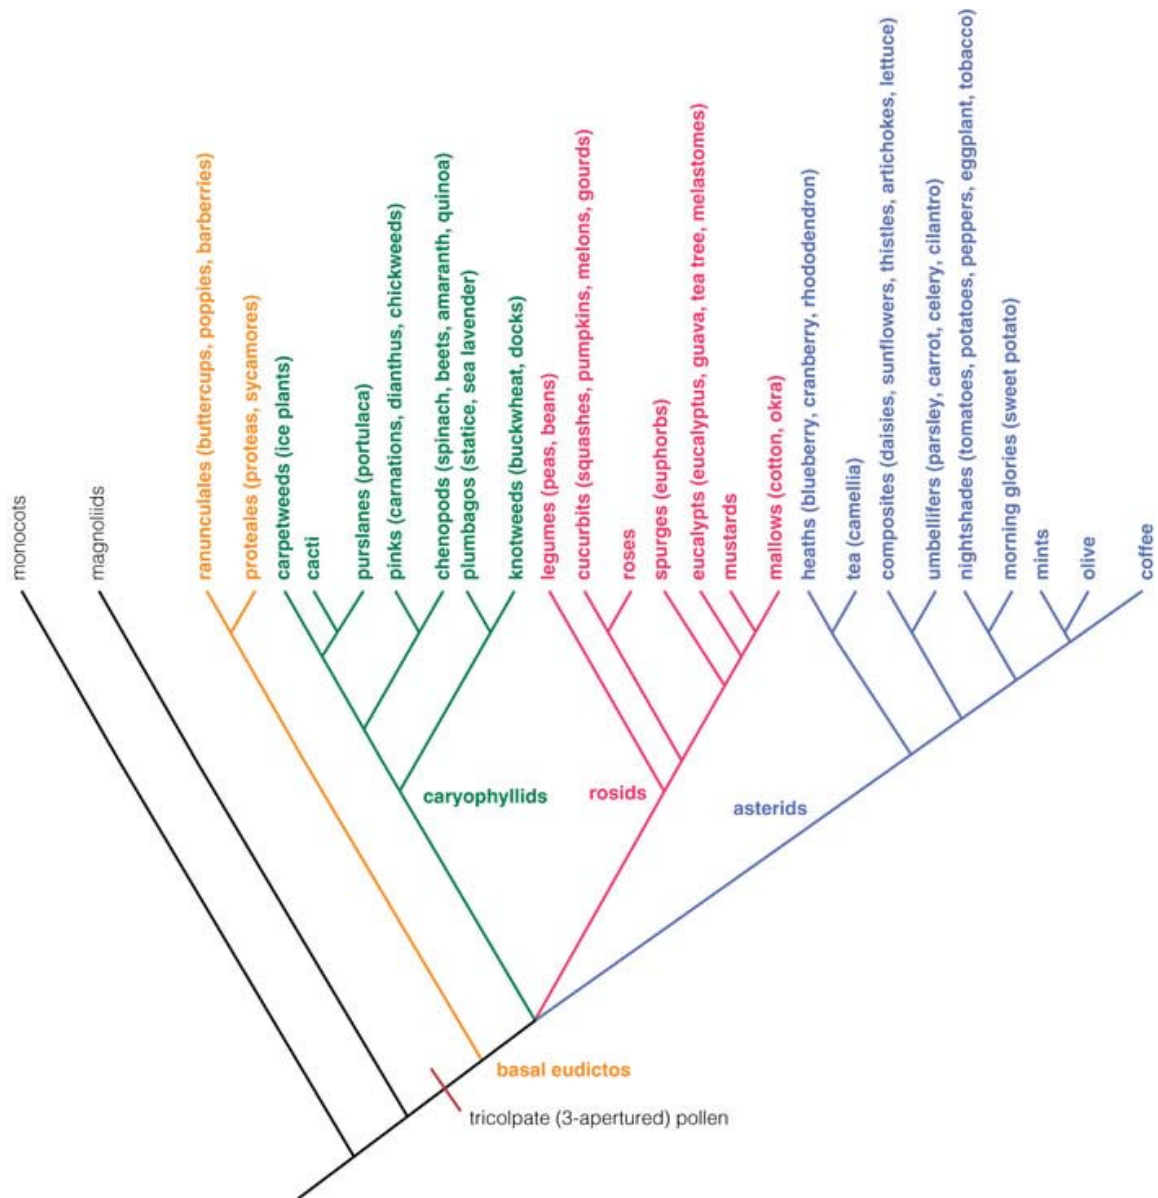 monocots
magnoliids
ranunculales (buttercups, poppies, barberries)
proteales (proteas, sycamores)
carpetweeds (ice plants)
cacti
purslanes (portulaca)
pinks (carnations, dianthus, chickweeds)
chenopods (spinach, beets, amaranth, quinoa)
plumbagos (statice, sea lavender)
knotweeds (buckwheat, docks)
legumes (peas, beans)
cucurbits (squashes, pumpkins, melons, gourds)
roses
spurges (euphorbs)
eucalypts (eucalyptus, guava, tea tree, melastomes)
mustards
mallows (cotton, okra)
heaths (blueberry, cranberry, rhododendron)
tea (camellia)
composites (daisies, sunflowers, thistles, artichokes, lettuce)
umbellifers (parsley, carrot, celery, cilantro)
nightshades (tomatoes, potatoes, peppers, eggplant, tobacco)
morning glories (sweet potato)
mints
olive
coffee
caryophyllids
rosids
asterids
basal eudictos
tricolpate (3-apertured) pollen